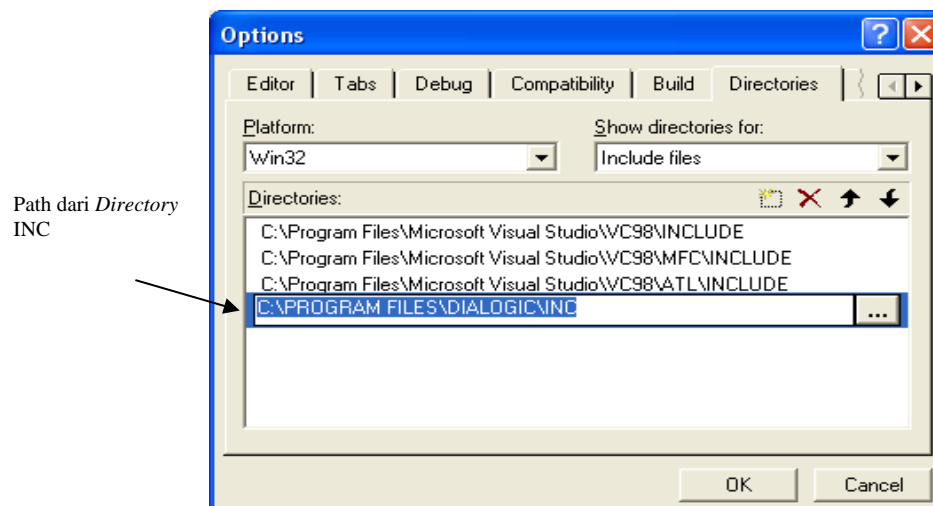 Options
Editor Tabs Debug Compatibility Build Directories
Platform: Show directories for:
Win32 Include files
Path dari Directory
INC
Directories:
C:\Program Files\Microsoft Visual Studio\VC98\INCLUDE
C:\Program Files\Microsoft Visual Studio\VC98\MFC\INCLUDE
C:\Program Files\Microsoft Visual Studio\VC98\ATL\INCLUDE
C:\PROGRAM FILES\DIALOGIC\INC ...
OK Cancel